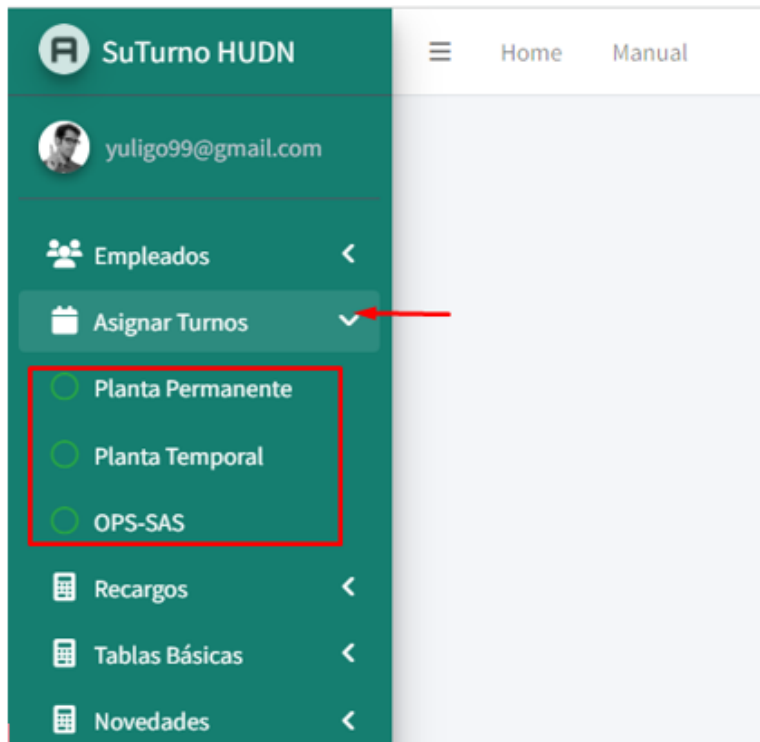 SuTurno HUDN
Home Manual
yuligo99@gmail.com
Empleados
Asignar Turnos
Planta Permanente
Planta Temporal
OPS-SAS
Recargos
Tablas Básicas
Novedades